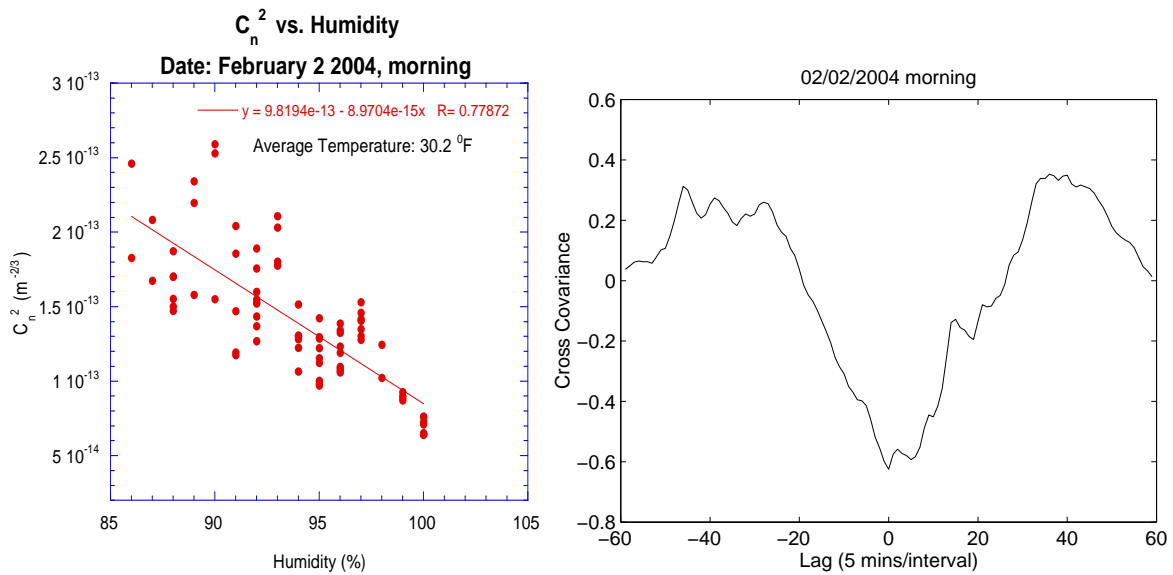 C_n^2 vs. Humidity
Date: February 2 2004, morning
3 10^-13
2.5 10^-13
2 10^-13
1.5 10^-13
1 10^-13
5 10^-14
C_n^2 (m^-2/3)
y = 9.8194e-13 - 8.9704e-15x R= 0.77872
Average Temperature: 30.2 ^0F
85 90 95 100 105
Humidity (%)
02/02/2004 morning
0.6
0.4
0.2
0
−0.2
−0.4
−0.6
−0.8
Cross Covariance
−60 −40 −20 0 20 40 60
Lag (5 mins/interval)